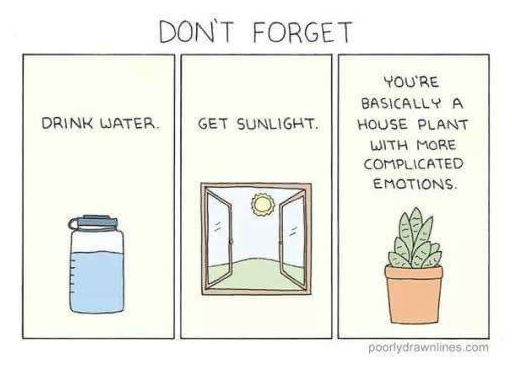 DON'T FORGET
DRINK WATER.
GET SUNLIGHT.
YOU'RE
BASICALLY A
HOUSE PLANT
WITH MORE
COMPLICATED
EMOTIONS.
poorlydrawnlines.com